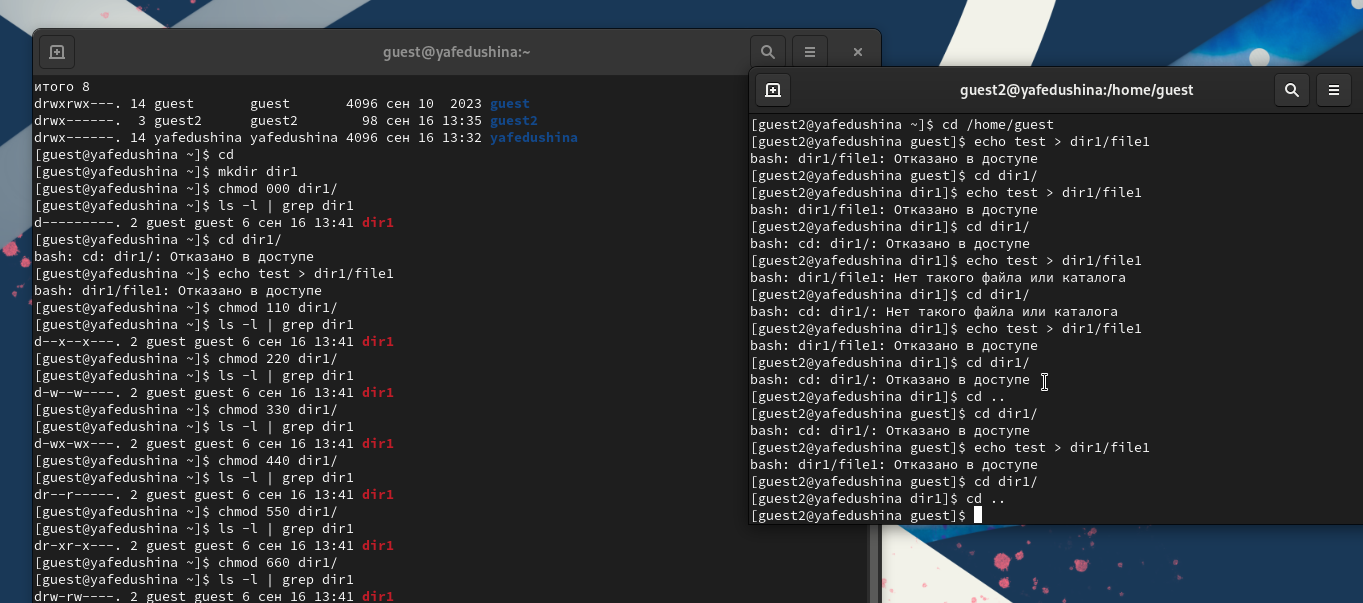 guest@yafedushina:~
итого 8
drwxrwx---. 14 guest       guest       4096 сен 10  2023 guest
drwx------.  3 guest2      guest2        98 сен 16 13:35 guest2
drwx------. 14 yafedushina yafedushina 4096 сен 16 13:32 yafedushina
[guest@yafedushina ~]$ cd
[guest@yafedushina ~]$ mkdir dir1
[guest@yafedushina ~]$ chmod 000 dir1/
[guest@yafedushina ~]$ ls -l | grep dir1
d---------. 2 guest guest 6 сен 16 13:41 dir1
[guest@yafedushina ~]$ cd dir1/
bash: cd: dir1/: Отказано в доступе
[guest@yafedushina ~]$ echo test > dir1/file1
bash: dir1/file1: Отказано в доступе
[guest@yafedushina ~]$ chmod 110 dir1/
[guest@yafedushina ~]$ ls -l | grep dir1
d--x--x---. 2 guest guest 6 сен 16 13:41 dir1
[guest@yafedushina ~]$ chmod 220 dir1/
[guest@yafedushina ~]$ ls -l | grep dir1
d-w--w----. 2 guest guest 6 сен 16 13:41 dir1
[guest@yafedushina ~]$ chmod 330 dir1/
[guest@yafedushina ~]$ ls -l | grep dir1
d-wx-wx---. 2 guest guest 6 сен 16 13:41 dir1
[guest@yafedushina ~]$ chmod 440 dir1/
[guest@yafedushina ~]$ ls -l | grep dir1
dr--r-----. 2 guest guest 6 сен 16 13:41 dir1
[guest@yafedushina ~]$ chmod 550 dir1/
[guest@yafedushina ~]$ ls -l | grep dir1
dr-xr-x---. 2 guest guest 6 сен 16 13:41 dir1
[guest@yafedushina ~]$ chmod 660 dir1/
[guest@yafedushina ~]$ ls -l | grep dir1
drw-rw----. 2 guest guest 6 сен 16 13:41 dir1
guest2@yafedushina:/home/guest
[guest2@yafedushina ~]$ cd /home/guest
[guest2@yafedushina guest]$ echo test > dir1/file1
bash: dir1/file1: Отказано в доступе
[guest2@yafedushina guest]$ cd dir1/
[guest2@yafedushina dir1]$ echo test > dir1/file1
bash: dir1/file1: Отказано в доступе
[guest2@yafedushina dir1]$ cd dir1/
bash: cd: dir1/: Отказано в доступе
[guest2@yafedushina dir1]$ echo test > dir1/file1
bash: dir1/file1: Нет такого файла или каталога
[guest2@yafedushina dir1]$ cd dir1/
bash: cd: dir1/: Нет такого файла или каталога
[guest2@yafedushina dir1]$ echo test > dir1/file1
bash: dir1/file1: Отказано в доступе
[guest2@yafedushina dir1]$ cd dir1/
bash: cd: dir1/: Отказано в доступе
[guest2@yafedushina dir1]$ cd ..
[guest2@yafedushina guest]$ cd dir1/
bash: cd: dir1/: Отказано в доступе
[guest2@yafedushina guest]$ echo test > dir1/file1
bash: dir1/file1: Отказано в доступе
[guest2@yafedushina guest]$ cd dir1/
[guest2@yafedushina dir1]$ cd ..
[guest2@yafedushina guest]$